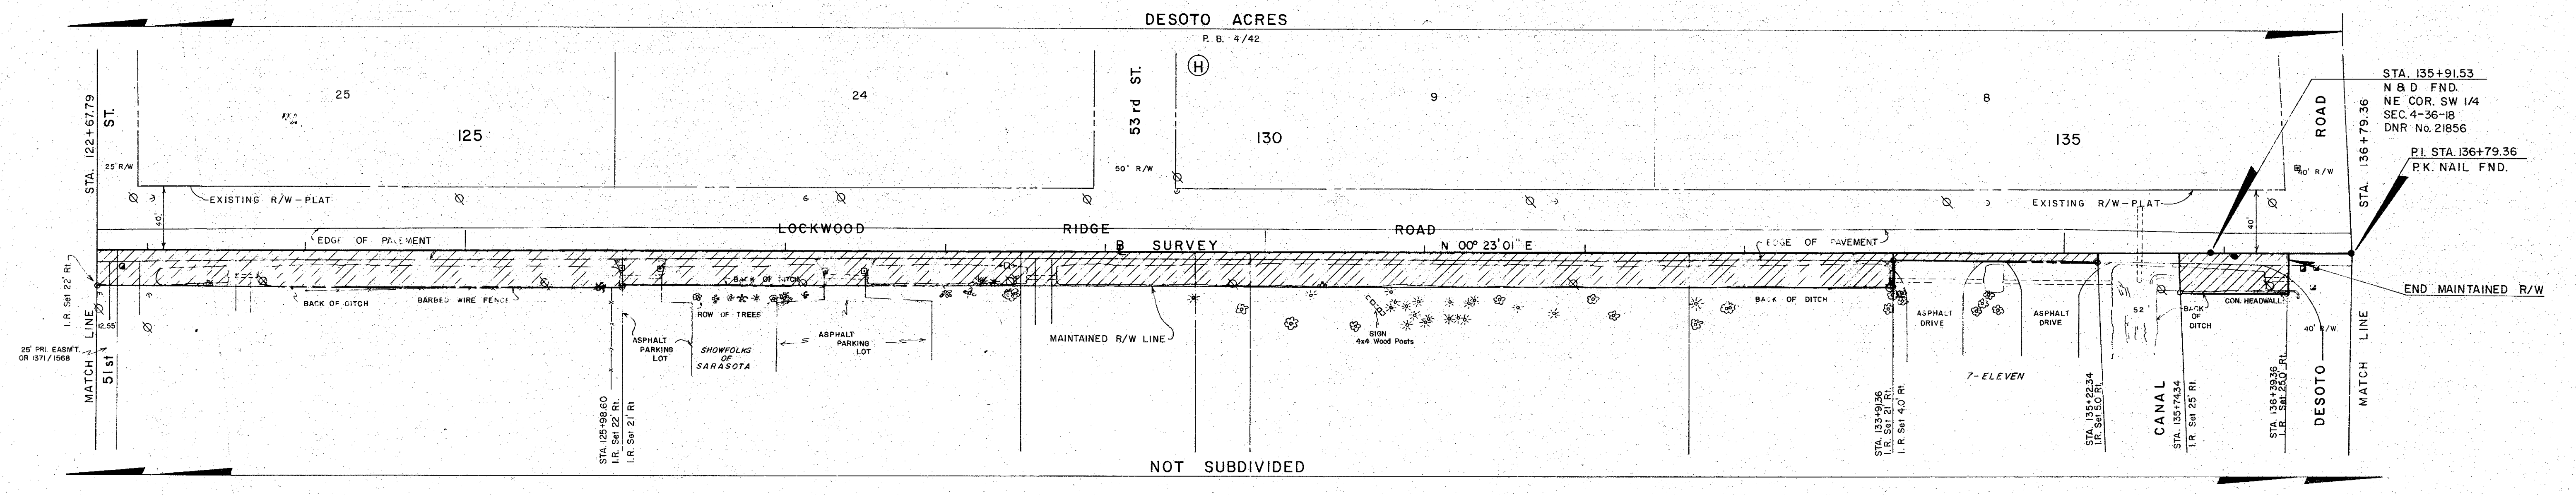 DESOTO ACRES
P. B. 4/42
STA. 122+67.79
ST.
25
125
24
53 rd ST.
H
9
130
8
135
ROAD
STA. 136+79.36
STA. 135+91.53
N & D FND.
NE COR. SW 1/4
SEC. 4-36-18
DNR No. 21856
P.I. STA. 136+79.36
P.K. NAIL FND.
25' R/W
50' R/W
40' R/W
EXISTING R/W-PLAT
EXISTING R/W-PLAT
40'
40'
LOCKWOOD RIDGE ROAD
EDGE OF PAVEMENT
B SURVEY
N 00° 23' 01" E
EDGE OF PAVEMENT
I.R. Set 22' Rt.
BACK OF DITCH
BACK OF DITCH
BARBED WIRE FENCE
BACK OF DITCH
CON. HEADWALL
END MAINTAINED R/W
12.55'
25' PRI. EASM'T.
OR 1371/1568
MATCH LINE
51st
ROW OF TREES
ASPHALT
PARKING
LOT
SHOWFOLKS
OF
SARASOTA
ASPHALT
PARKING
LOT
MAINTAINED R/W LINE
SIGN
4x4 Wood Posts
ASPHALT
DRIVE
ASPHALT
DRIVE
7-ELEVEN
52'
BACK
OF
DITCH
40' R/W
STA. 125+98.60
I.R. Set 22' Rt.
I.R. Set 21' Rt
STA. 133+91.36
I.R. Set 21' Rt.
I.R. Set 4.0' Rt.
STA. 135+22.34
I.R. Set 5.0' Rt.
CANAL
STA. 135+74.34
I.R. Set 25' Rt.
STA. 136+39.36
I.R. Set 25.0' Rt.
DESOTO
MATCH LINE
NOT SUBDIVIDED